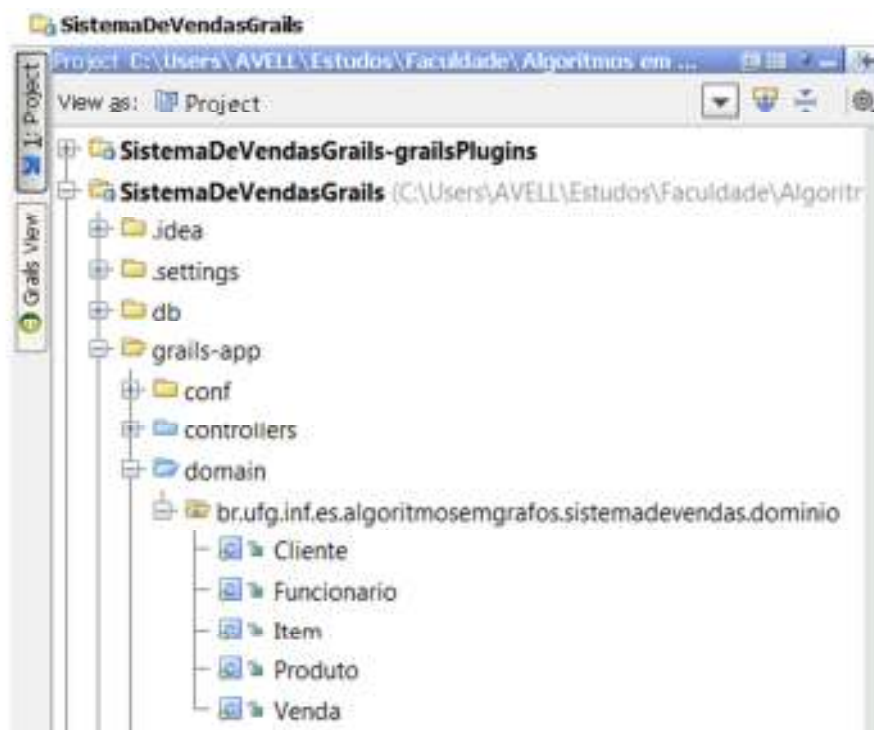 SistemaDeVendasGrails
Project C:\Users\AVELL\Estudos\Faculdade\Algoritmos em ...
1: Project
View as: Project
Grails View
SistemaDeVendasGrails-grailsPlugins
SistemaDeVendasGrails (C:\Users\AVELL\Estudos\Faculdade\Algoritr
.idea
.settings
db
grails-app
conf
controllers
domain
br.ufg.inf.es.algoritmosemgrafos.sistemadevendas.dominio
Cliente
Funcionario
Item
Produto
Venda